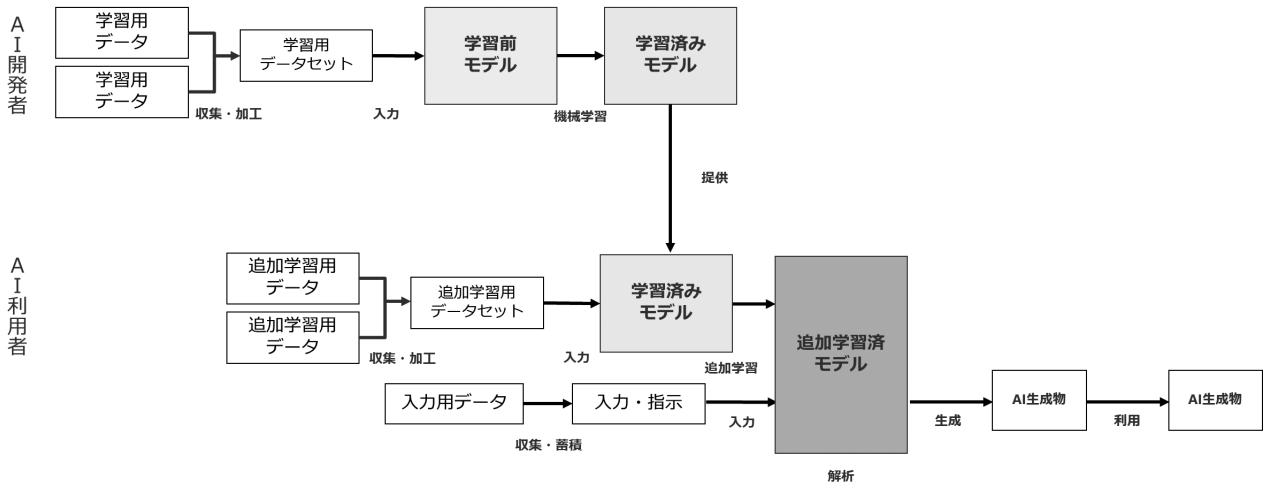 AI開発者
学習用
データ
学習用
データ
収集・加工
学習用
データセット
入力
学習前
モデル
機械学習
学習済み
モデル
提供
AI利用者
追加学習用
データ
追加学習用
データ
収集・加工
追加学習用
データセット
入力
学習済み
モデル
追加学習
入力用データ
収集・蓄積
入力・指示
入力
追加学習済
モデル
解析
生成
AI生成物
利用
AI生成物